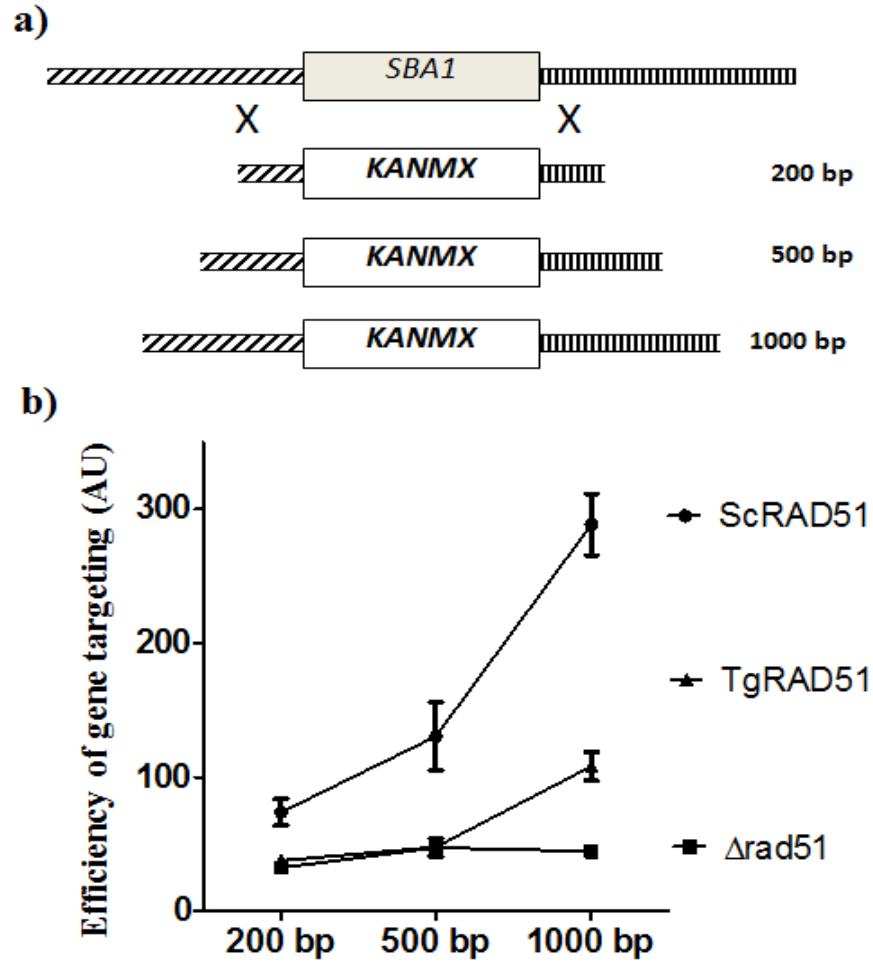 a)
SBA1
X X
KANMX 200 bp
KANMX 500 bp
KANMX 1000 bp
b)
Efficiency of gene targeting (AU)
300
200
100
0
200 bp 500 bp 1000 bp
ScRAD51
TgRAD51
Δrad51